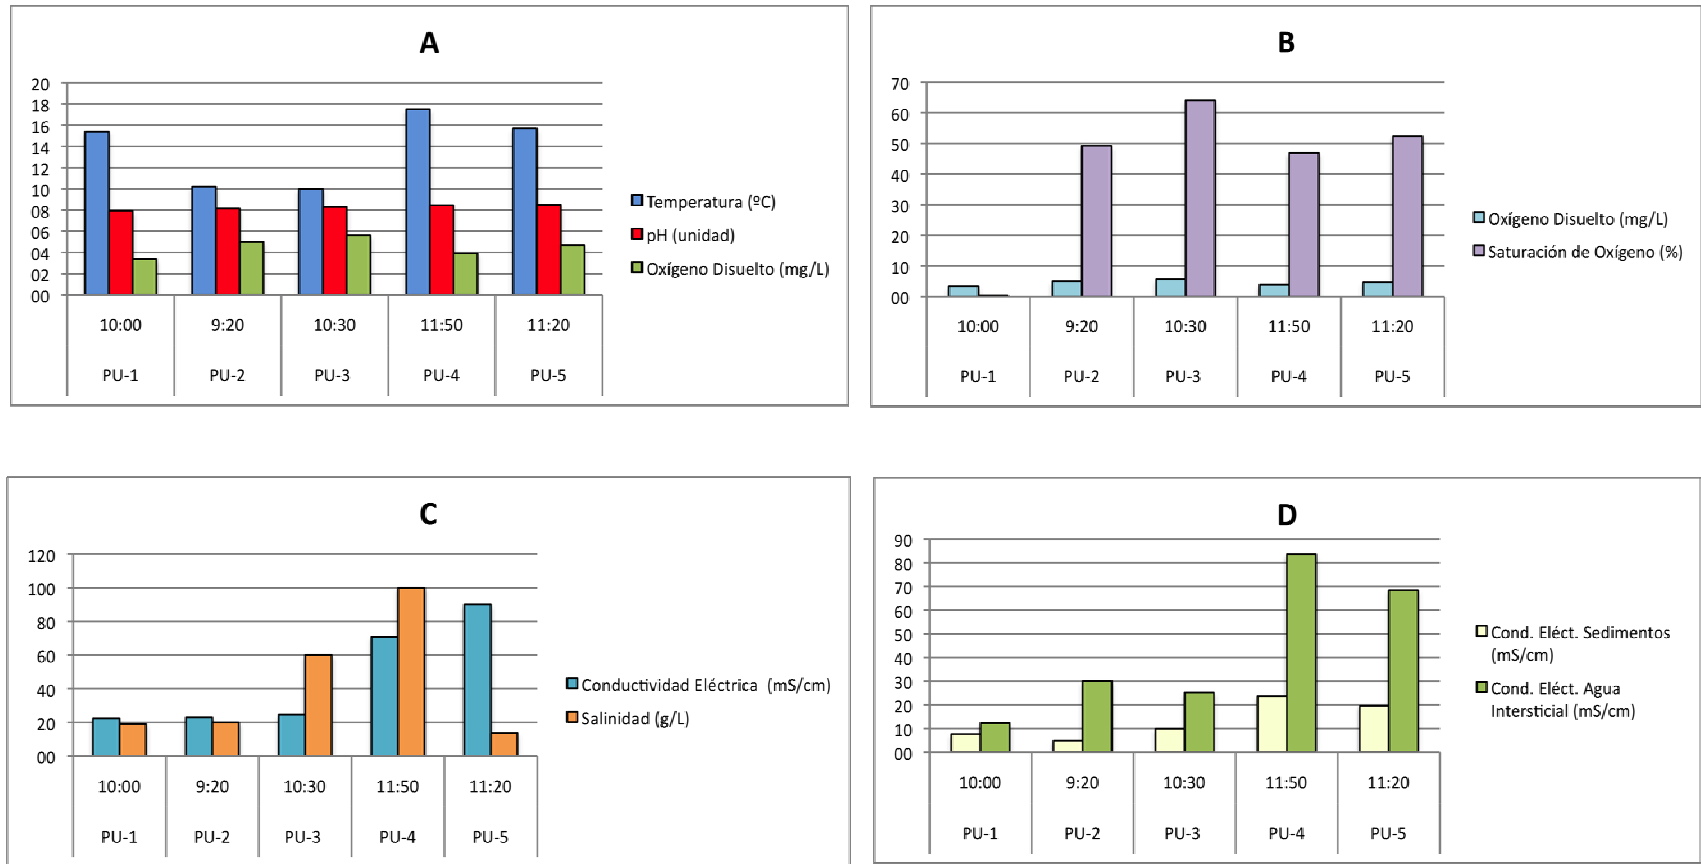 A
20
18
16
14
12
10
08
06
04
02
00
10:00 9:20 10:30 11:50 11:20
PU-1 PU-2 PU-3 PU-4 PU-5
Temperatura (ºC)
pH (unidad)
Oxígeno Disuelto (mg/L)
B
70
60
50
40
30
20
10
00
10:00 9:20 10:30 11:50 11:20
PU-1 PU-2 PU-3 PU-4 PU-5
Oxígeno Disuelto (mg/L)
Saturación de Oxígeno (%)
C
120
100
80
60
40
20
00
10:00 9:20 10:30 11:50 11:20
PU-1 PU-2 PU-3 PU-4 PU-5
Conductividad Eléctrica (mS/cm)
Salinidad (g/L)
D
90
80
70
60
50
40
30
20
10
00
10:00 9:20 10:30 11:50 11:20
PU-1 PU-2 PU-3 PU-4 PU-5
Cond. Eléct. Sedimentos
(mS/cm)
Cond. Eléct. Agua
Intersticial (mS/cm)